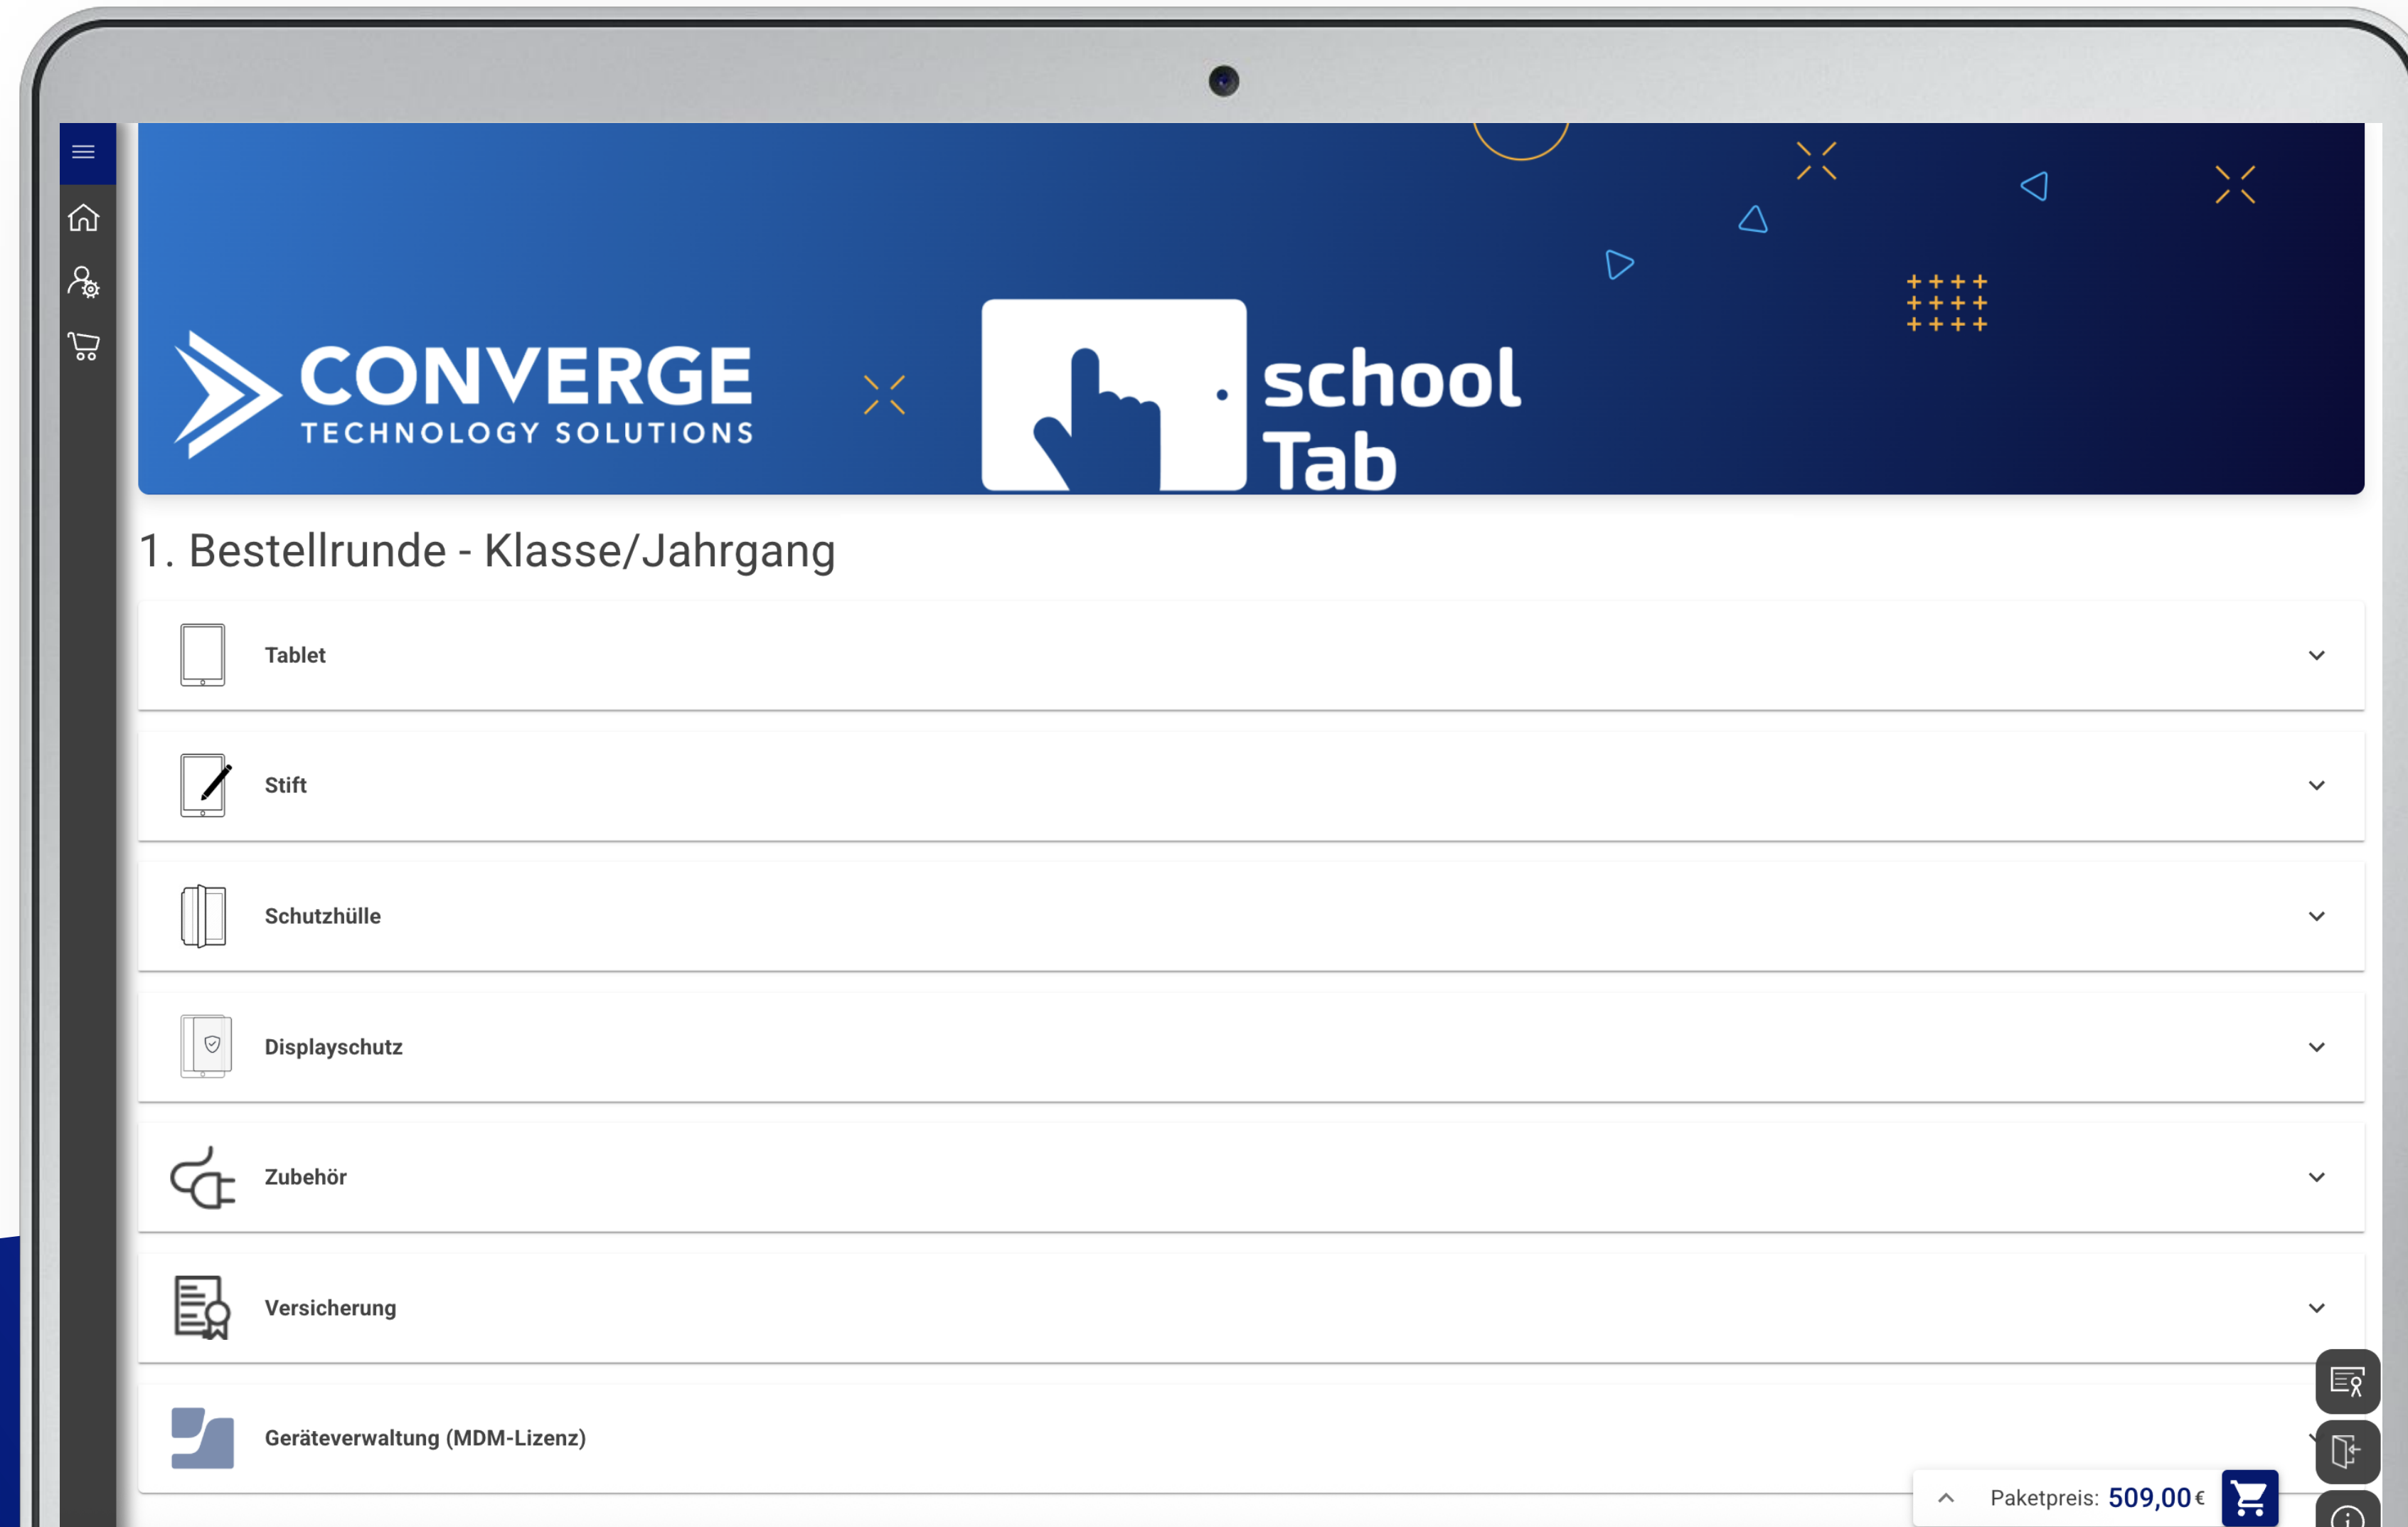 CONVERGE
TECHNOLOGY SOLUTIONS
school
Tab
1. Bestellrunde - Klasse/Jahrgang
Tablet
Stift
Schutzhülle
Displayschutz
Zubehör
Versicherung
Geräteverwaltung (MDM-Lizenz)
Paketpreis: 509,00 €